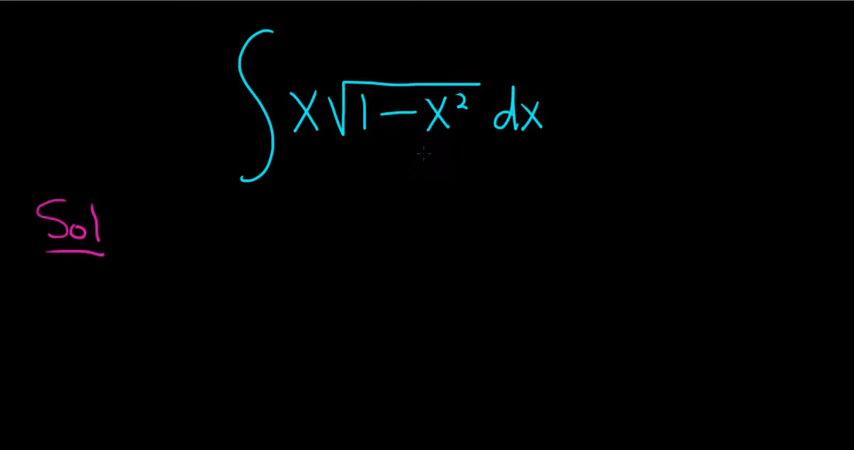 ∫ x√(1 − x²) dx
Sol